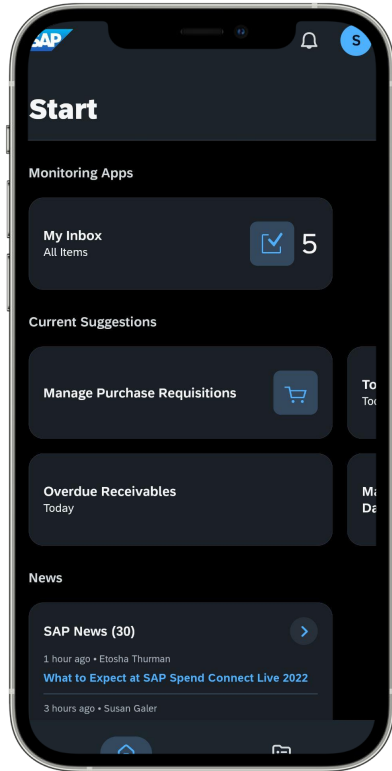 SAP
S
Start
Monitoring Apps
My Inbox
All Items
5
Current Suggestions
Manage Purchase Requisitions
To
Overdue Receivables
Today
Ma
Da
News
SAP News (30)
1 hour ago • Etosha Thurman
What to Expect at SAP Spend Connect Live 2022
3 hours ago • Susan Galer